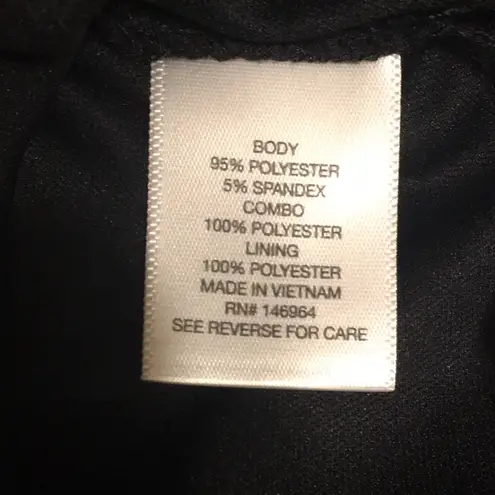 BODY
95% POLYESTER
5% SPANDEX
COMBO
100% POLYESTER
LINING
100% POLYESTER
MADE IN VIETNAM
RN# 146964
SEE REVERSE FOR CARE